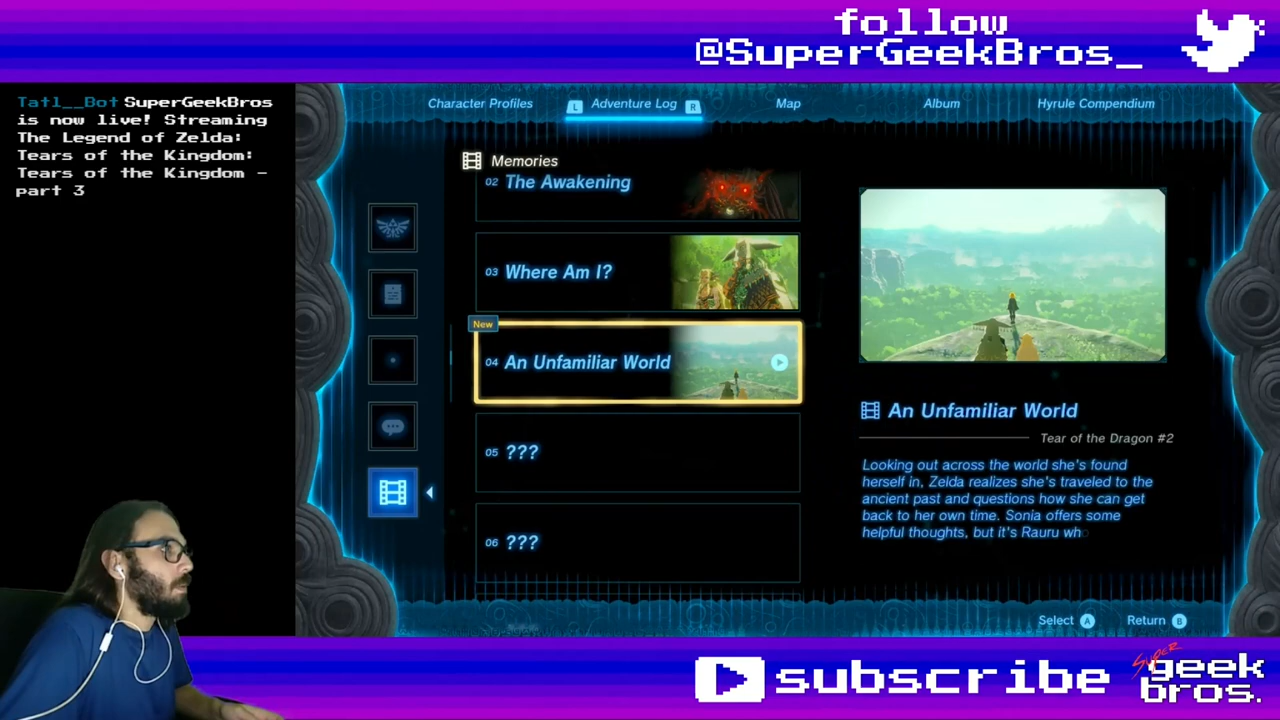 follow
@SuperGeekBros_
Tatl__Bot SuperGeekBros
is now live! Streaming
The Legend of Zelda:
Tears of the Kingdom:
Tears of the Kingdom -
part 3
Character Profiles L Adventure Log R Map Album Hyrule Compendium
Memories
02 The Awakening
03 Where Am I?
New
04 An Unfamiliar World
05 ???
06 ???
An Unfamiliar World
Tear of the Dragon #2
Looking out across the world she's found
herself in, Zelda realizes she's traveled to the
ancient past and questions how she can get
back to her own time. Sonia offers some
helpful thoughts, but it's Rauru wh
Select A Return B
subscribe
SUPER
geek
bros.